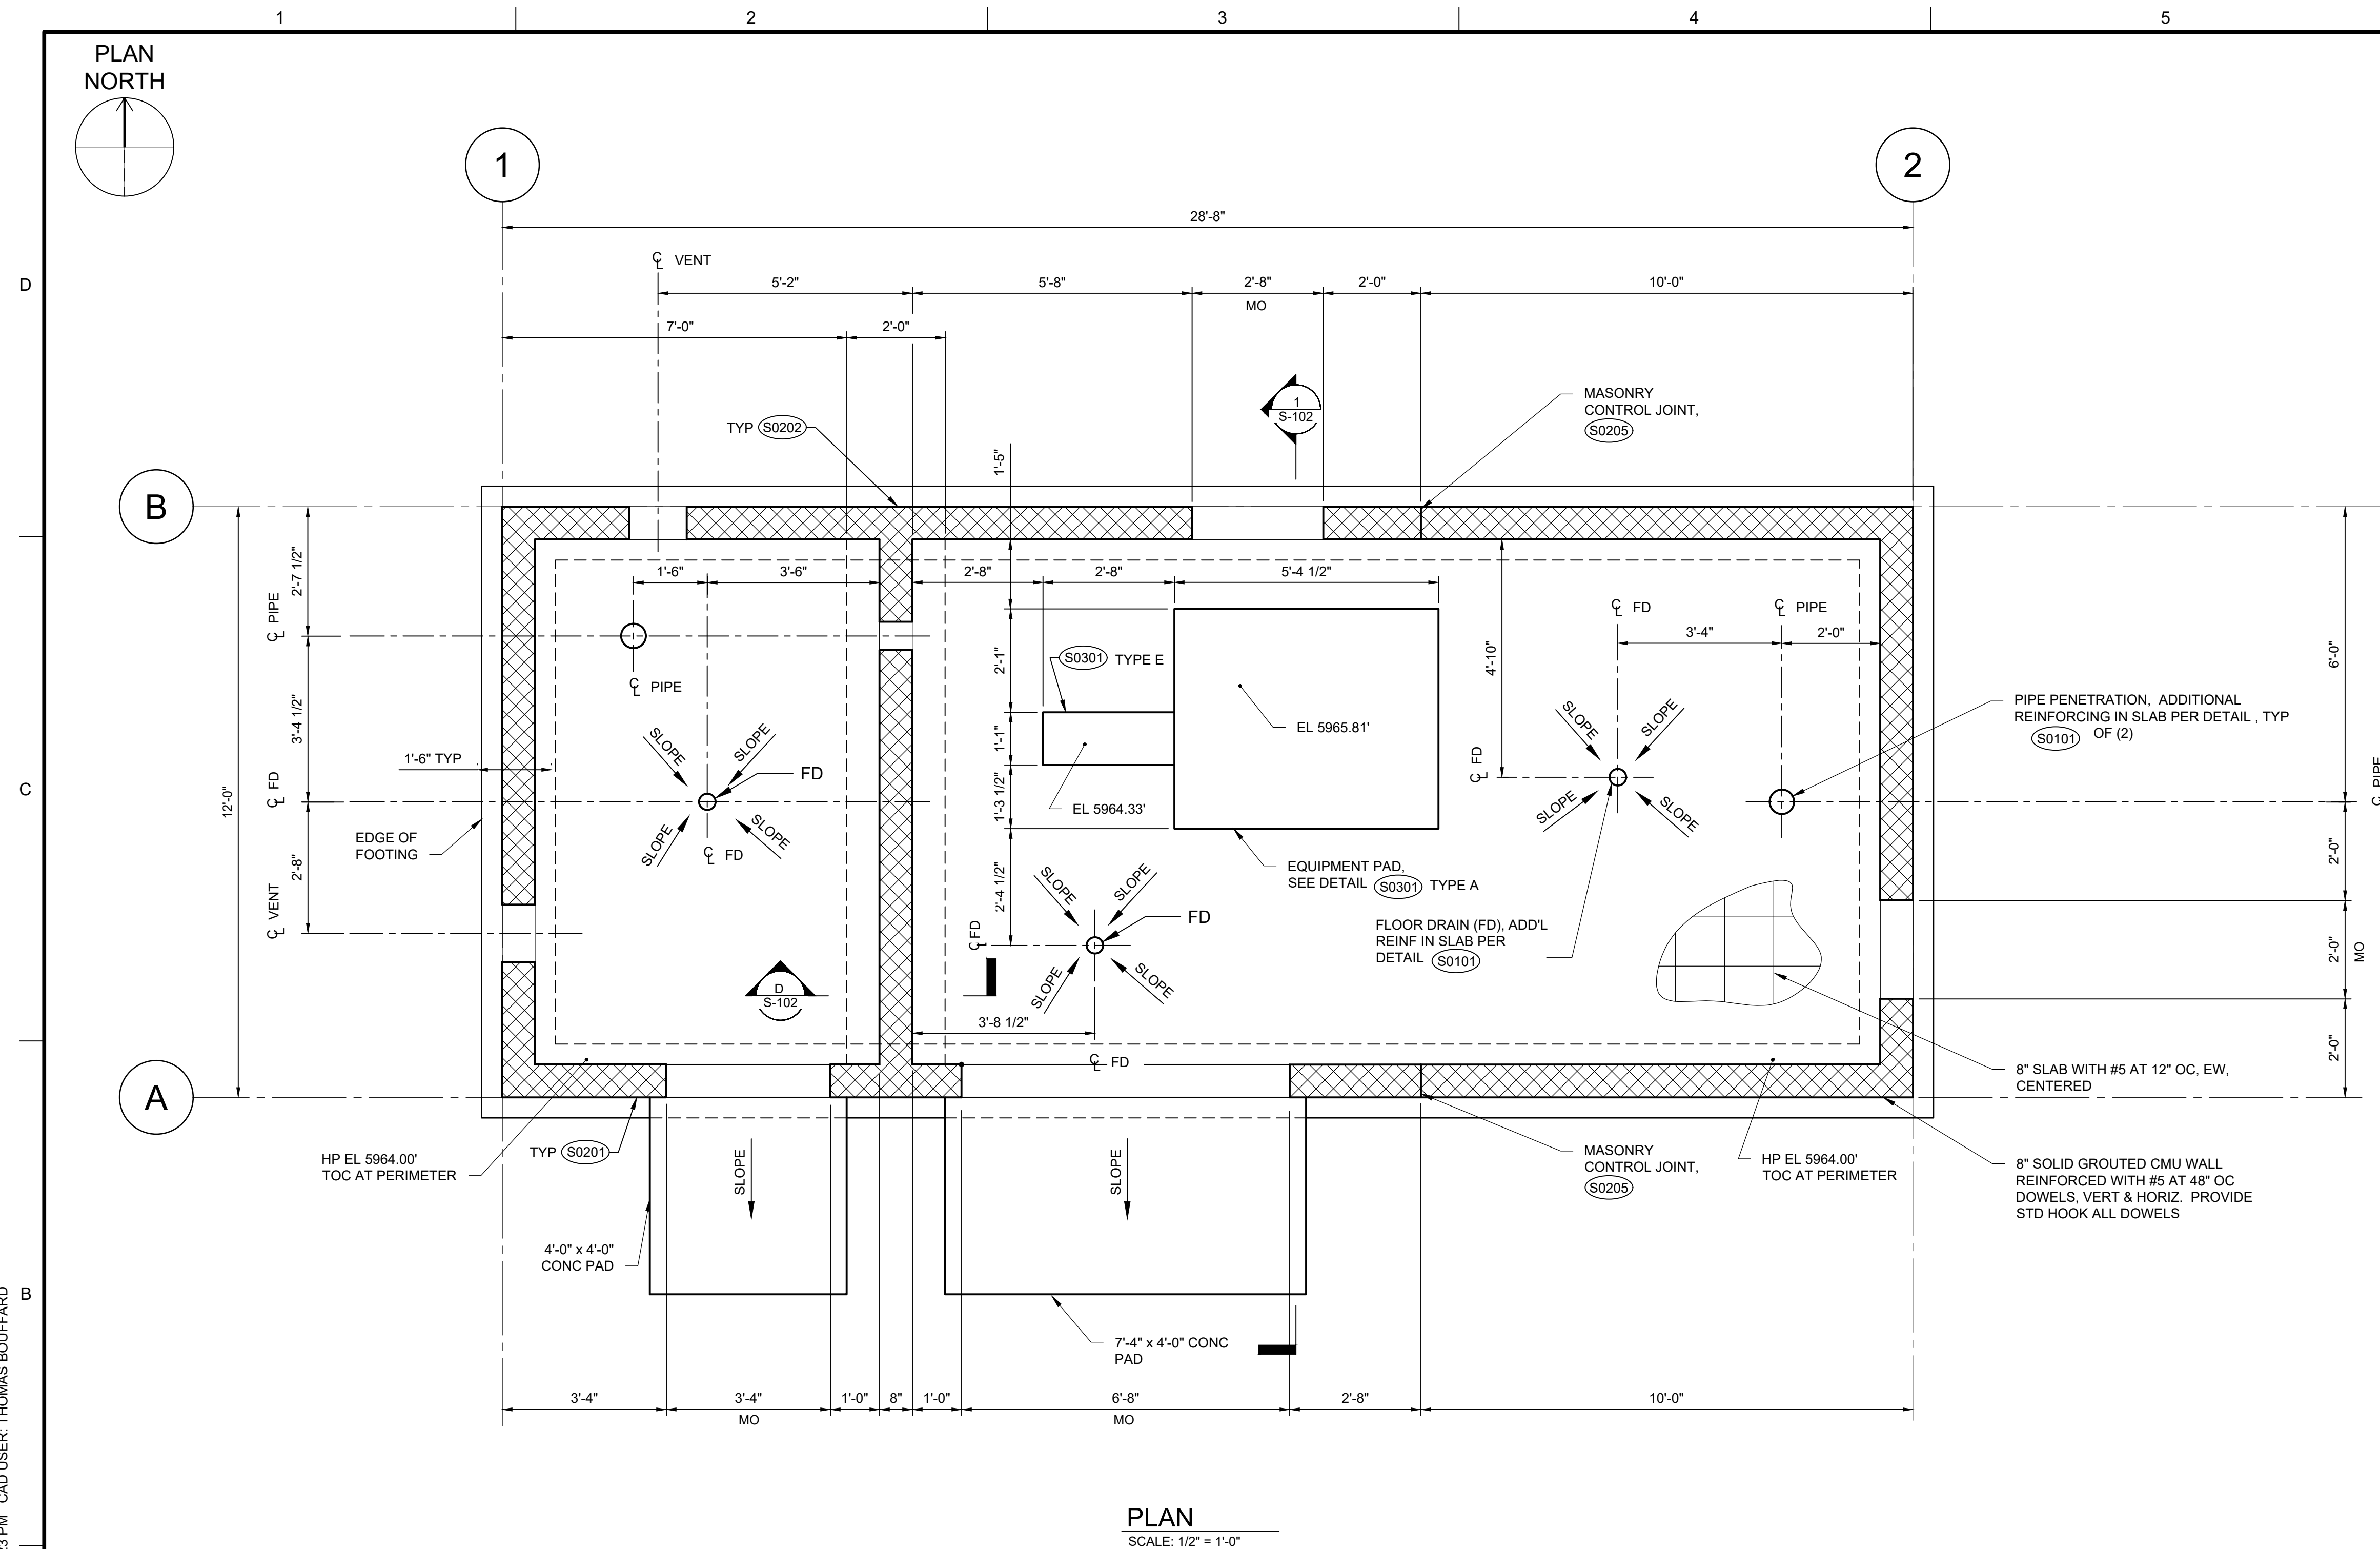 1 2 3 4 5
PLAN
NORTH
1 2
28'-8"
℄ VENT
D
5'-2" 5'-8" 2'-8" 2'-0" 10'-0"
MO
7'-0" 2'-0"
1
S-102
MASONRY
CONTROL JOINT,
S0205
TYP S0202
1'-5"
B
2'-7 1/2"
1'-6" 3'-6" 2'-8" 2'-8" 5'-4 1/2"
℄ PIPE
℄ FD ℄ PIPE
3'-4" 2'-0"
4'-10"
6'-0"
2'-1"
S0301 TYPE E
℄ PIPE
PIPE PENETRATION, ADDITIONAL
REINFORCING IN SLAB PER DETAIL , TYP
S0101 OF (2)
3'-4 1/2"
SLOPE SLOPE
SLOPE SLOPE
EL 5965.81'
1'-1"
1'-6" TYP
℄ FD
FD
℄ FD
C
12'-0"
1'-3 1/2"
EL 5964.33'
SLOPE SLOPE
SLOPE SLOPE
℄ PIPE
EDGE OF
FOOTING
℄ FD
2'-8"
2'-0"
EQUIPMENT PAD,
SEE DETAIL S0301 TYPE A
2'-4 1/2"
SLOPE SLOPE
℄ VENT
℄ FD
FD
FLOOR DRAIN (FD), ADD'L
REINF IN SLAB PER
DETAIL S0101
2'-0"
MO
D
S-102
SLOPE SLOPE
3'-8 1/2"
2'-0"
℄ FD
8" SLAB WITH #5 AT 12" OC, EW,
CENTERED
A
TYP S0201
HP EL 5964.00'
TOC AT PERIMETER
SLOPE SLOPE
MASONRY
CONTROL JOINT,
S0205
HP EL 5964.00'
TOC AT PERIMETER
8" SOLID GROUTED CMU WALL
REINFORCED WITH #5 AT 48" OC
DOWELS, VERT & HORIZ. PROVIDE
STD HOOK ALL DOWELS
4'-0" x 4'-0"
CONC PAD
B
7'-4" x 4'-0" CONC
PAD
3'-4" 3'-4" 1'-0" 8" 1'-0" 6'-8" 2'-8" 10'-0"
MO MO
PM CAD USER: THOMAS BOUFFARD
PLAN
SCALE: 1/2" = 1'-0"